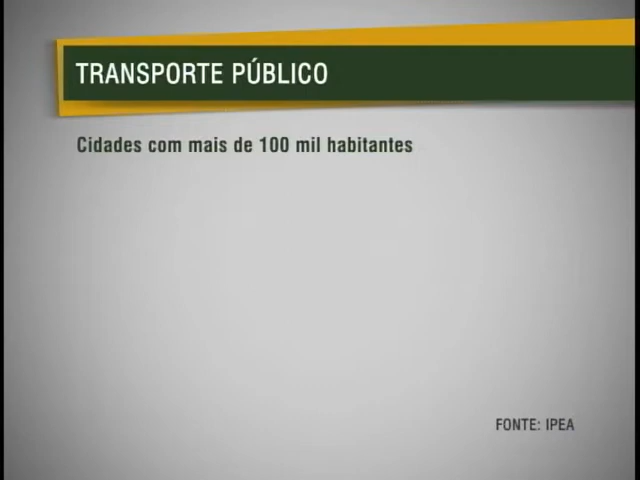 TRANSPORTE PÚBLICO
Cidades com mais de 100 mil habitantes
FONTE: IPEA